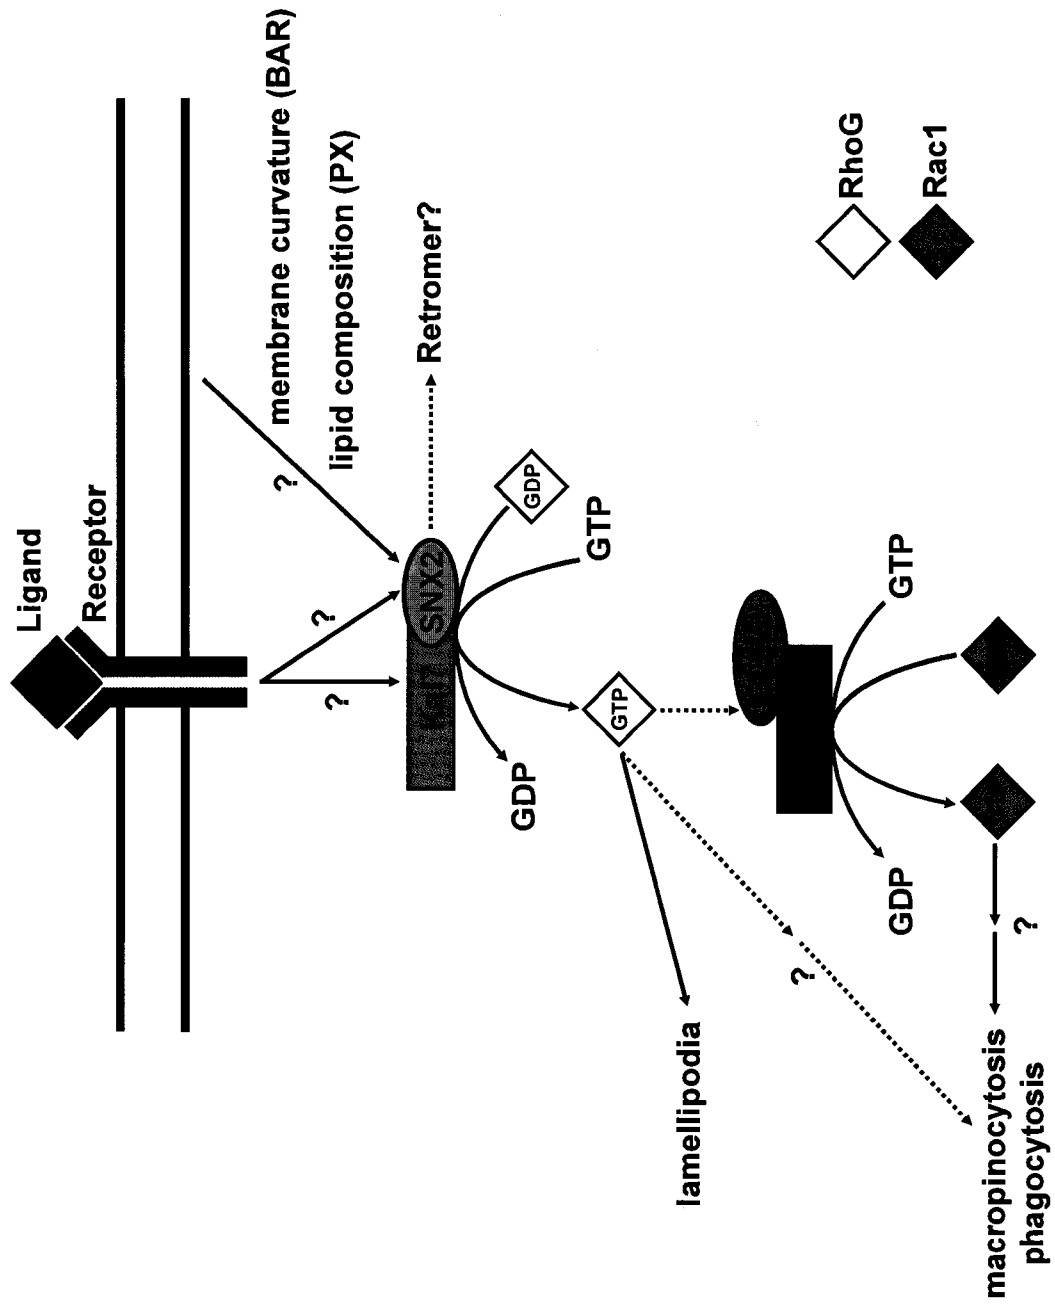 Ligand
Receptor
membrane curvature (BAR)
lipid composition (PX)
?
?
?
SNX2
Retromer?
GDP
GTP
GDP
GTP
lamellipodia
?
GTP
GDP
?
macropinocytosis
phagocytosis
RhoG
Rac1